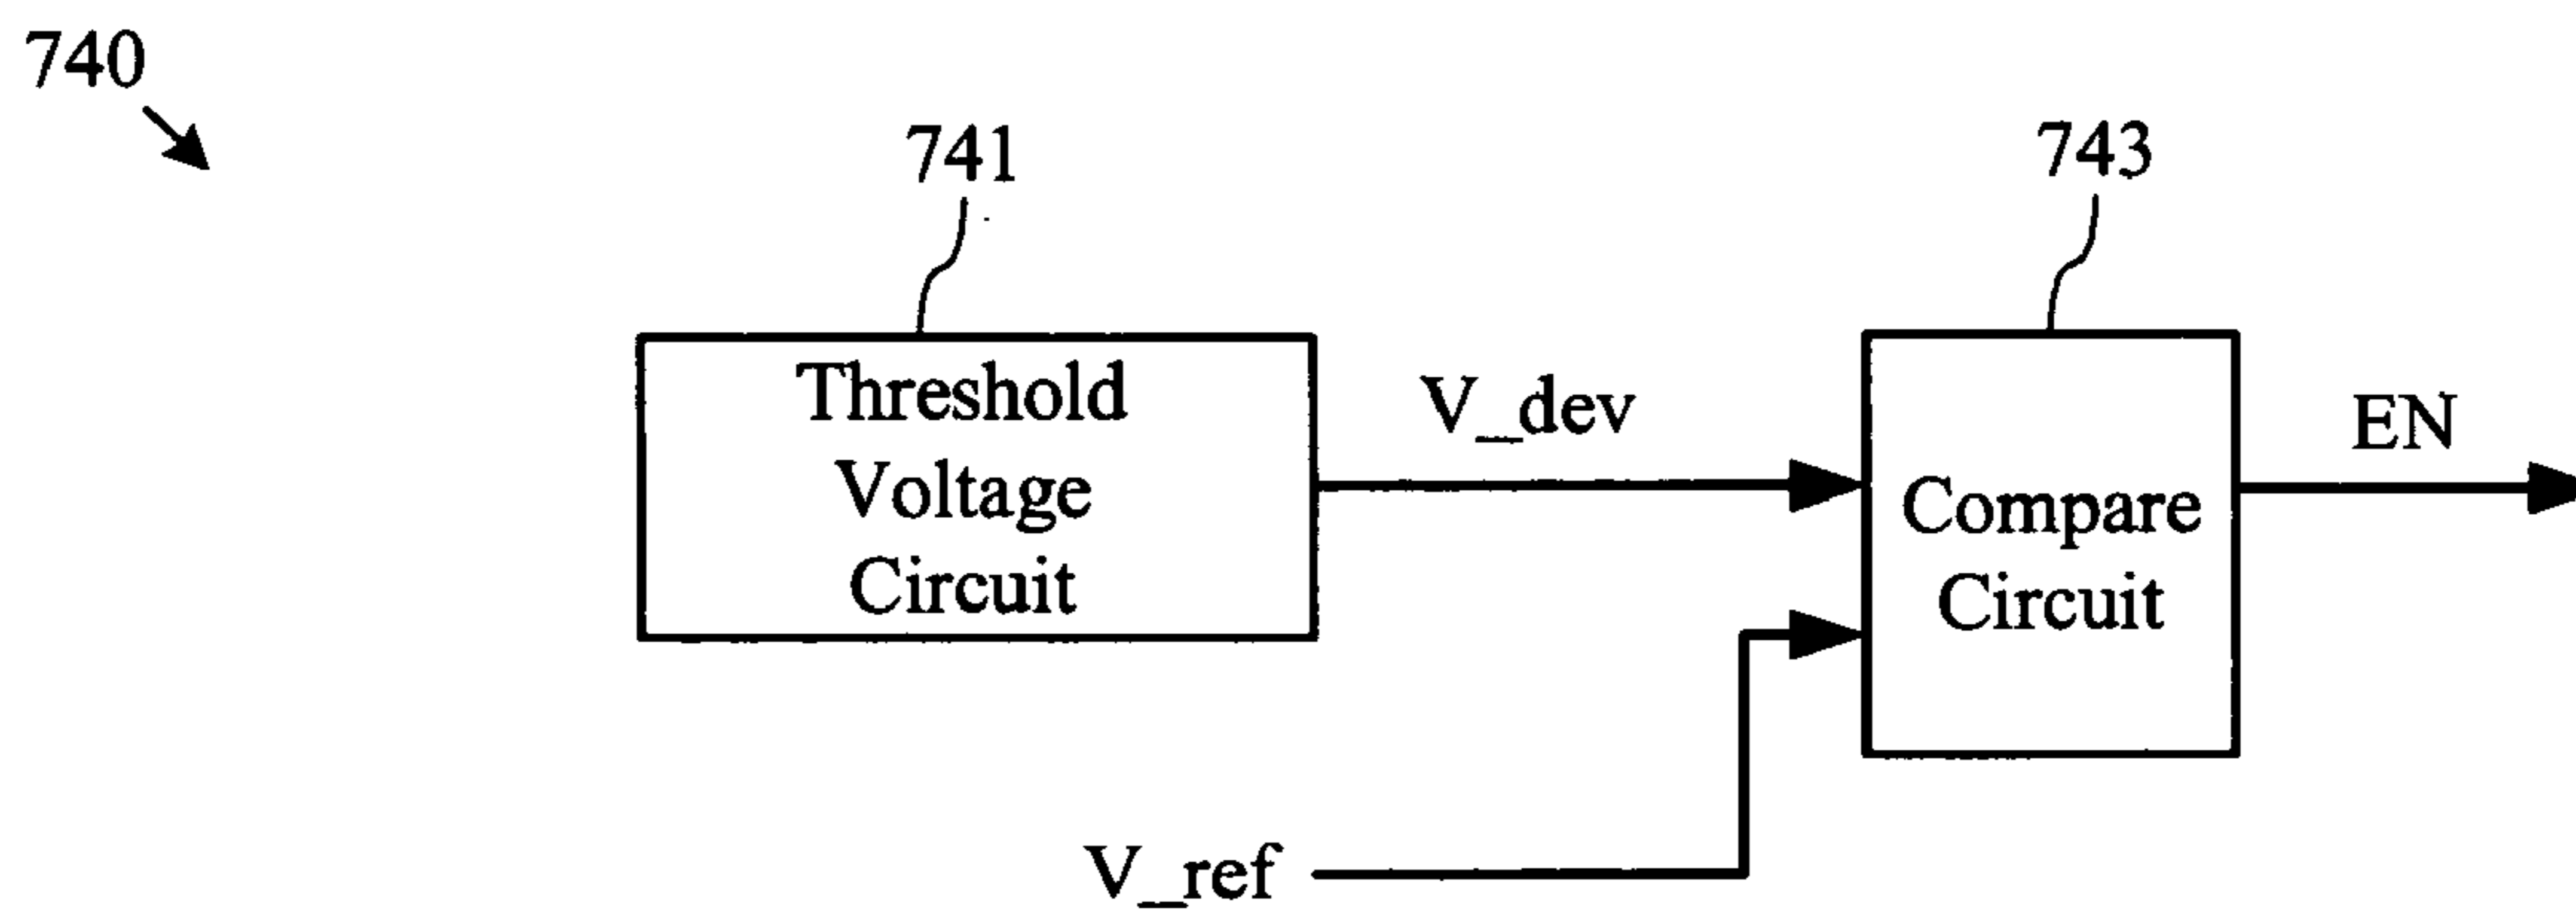 740
741
743
Threshold
Voltage
Circuit
V_dev
Compare
Circuit
EN
V_ref